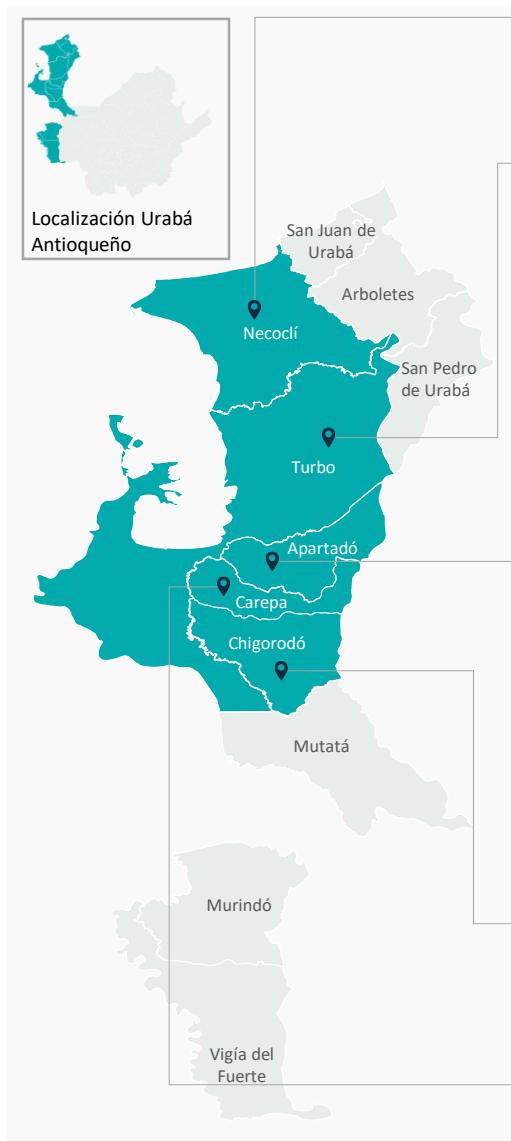 Localización Urabá
Antioqueño
San Juan de
Urabá
Arboletes
Necoclí
San Pedro
de Urabá
Turbo
Apartadó
Carepa
Chigorodó
Mutatá
Murindó
Vigía del
Fuerte